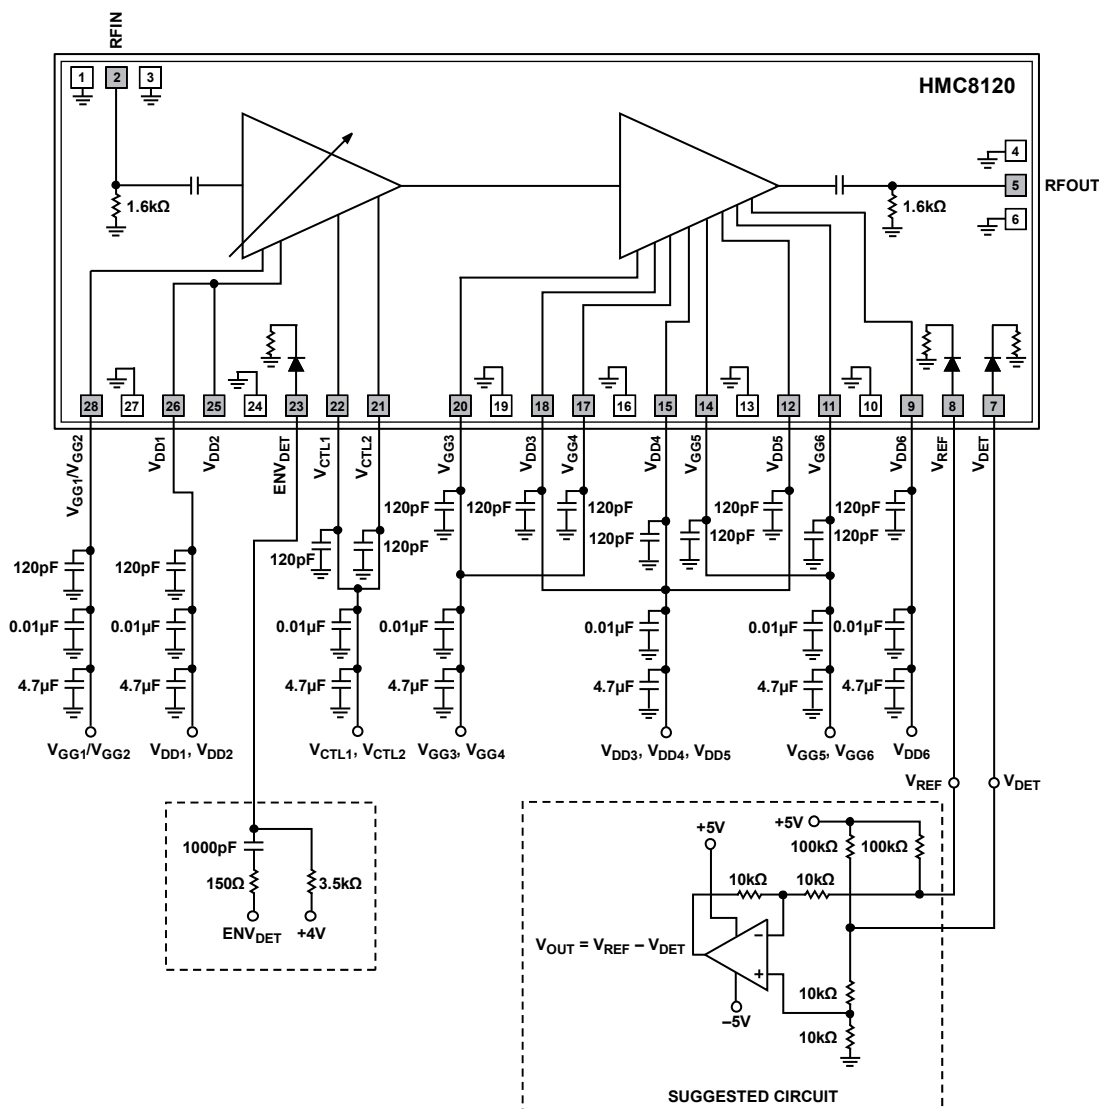 RFIN
HMC8120
1 2 3
4
5 RFOUT
6
1.6kΩ 1.6kΩ
28 27 26 25 24 23 22 21 20 19 18 17 16 15 14 13 12 11 10 9 8 7
VGG1/VGG2 VDD1 VDD2 ENVDET VCTL1 VCTL2 VGG3 VDD3 VGG4 VDD4 VGG5 VDD5 VGG6 VDD6 VREF VDET
120pF 120pF 120pF 120pF 120pF
120pF 120pF 120pF 120pF 120pF
120pF 120pF
0.01µF 0.01µF 0.01µF 0.01µF 0.01µF 0.01µF 0.01µF
4.7µF 4.7µF 4.7µF 4.7µF 4.7µF 4.7µF 4.7µF
VGG1/VGG2 VDD1, VDD2 VCTL1, VCTL2 VGG3, VGG4 VDD3, VDD4, VDD5 VGG5, VGG6 VDD6
VREF VDET
1000pF
150Ω 3.5kΩ
ENVDET +4V
+5V +5V
100kΩ 100kΩ
10kΩ 10kΩ
–
VOUT = VREF – VDET
+
10kΩ
–5V
10kΩ
SUGGESTED CIRCUIT